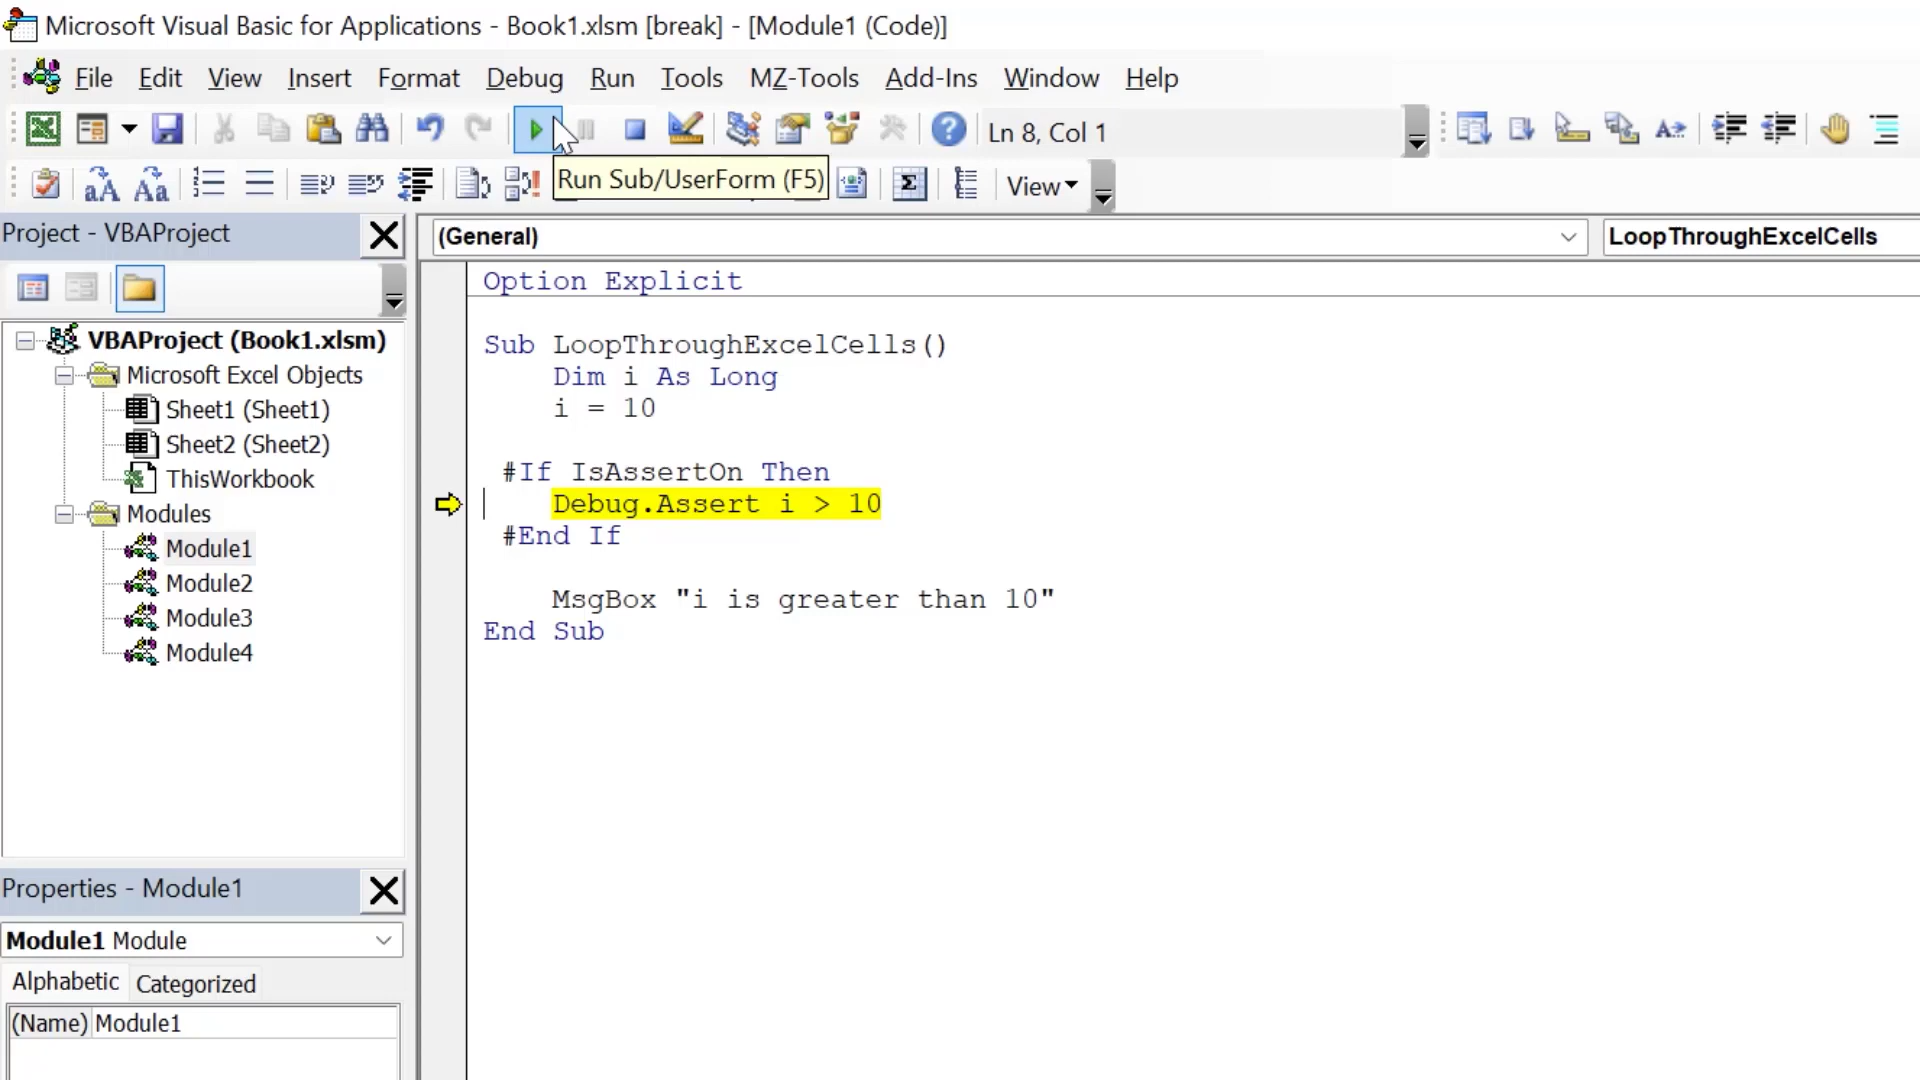 Microsoft Visual Basic for Applications - Book1.xlsm [break] - [Module1 (Code)]
File Edit View Insert Format Debug Run Tools MZ-Tools Add-Ins Window Help
Ln 8, Col 1
Run Sub/UserForm (F5)
View
Project - VBAProject
(General)
LoopThroughExcelCells
VBAProject (Book1.xlsm)
Microsoft Excel Objects
Sheet1 (Sheet1)
Sheet2 (Sheet2)
ThisWorkbook
Modules
Module1
Module2
Module3
Module4
Option Explicit
Sub LoopThroughExcelCells()
Dim i As Long
i = 10
#If IsAssertOn Then
Debug.Assert i > 10
#End If
MsgBox "i is greater than 10"
End Sub
Properties - Module1
Module1 Module
Alphabetic Categorized
(Name) Module1